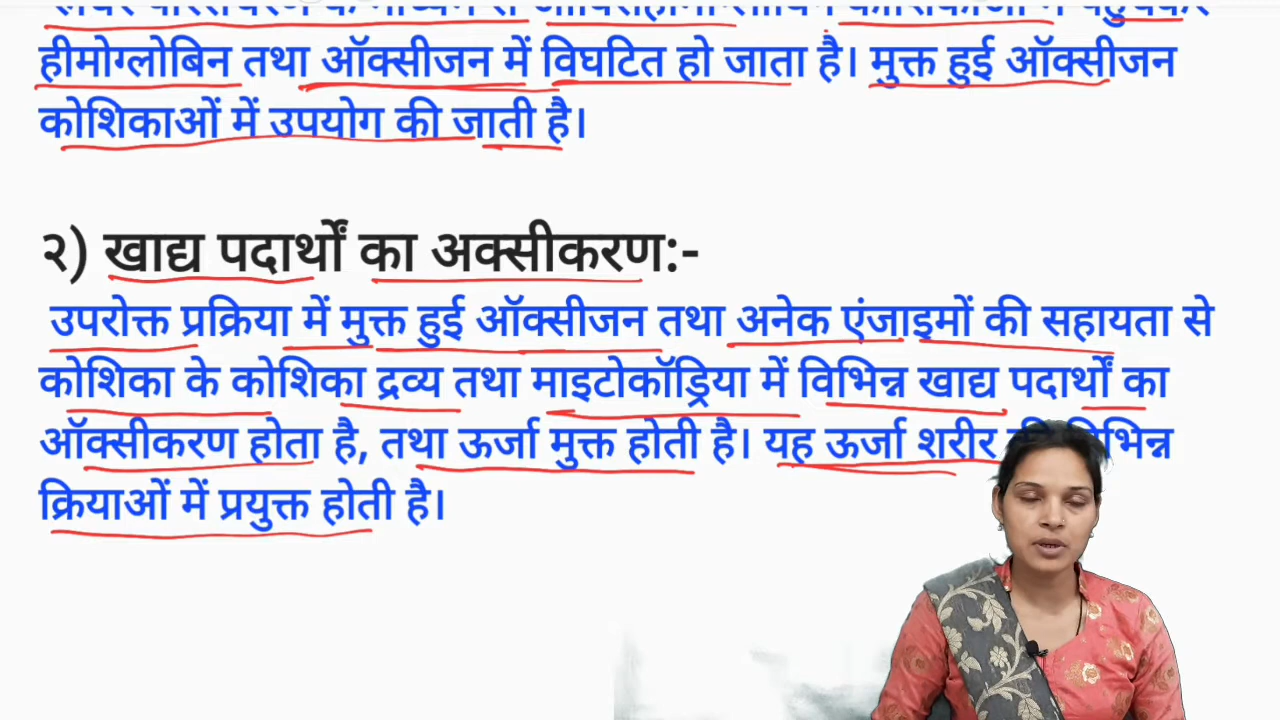 हीमोग्लोबिन तथा ऑक्सीजन में विघटित हो जाता है। मुक्त हुई ऑक्सीजन
कोशिकाओं में उपयोग की जाती है।
२) खाद्य पदार्थों का अक्सीकरण:-
उपरोक्त प्रक्रिया में मुक्त हुई ऑक्सीजन तथा अनेक एंजाइमों की सहायता से
कोशिका के कोशिका द्रव्य तथा माइटोकॉड्रिया में विभिन्न खाद्य पदार्थों का
ऑक्सीकरण होता है, तथा ऊर्जा मुक्त होती है। यह ऊर्जा शरीर
क्रियाओं में प्रयुक्त होती है।